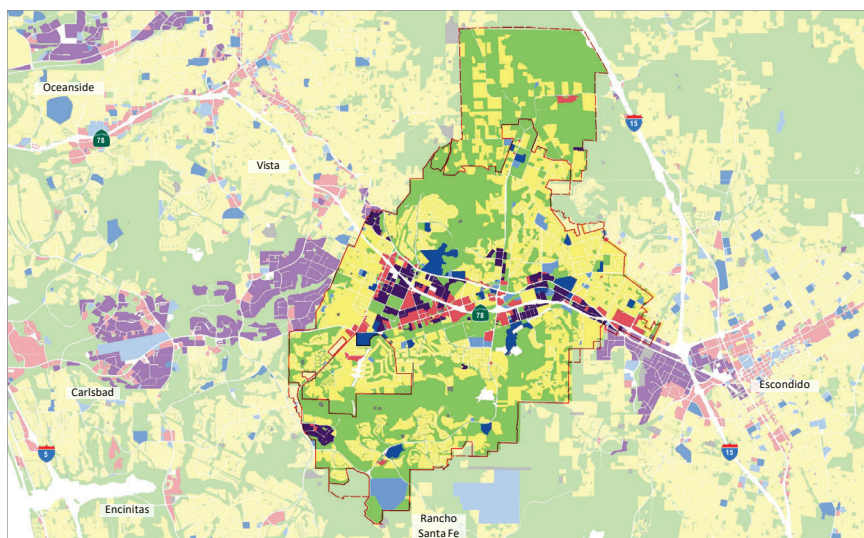 Oceanside
78
15
Vista
78
Carlsbad
Escondido
5
15
Encinitas
Rancho
Santa Fe